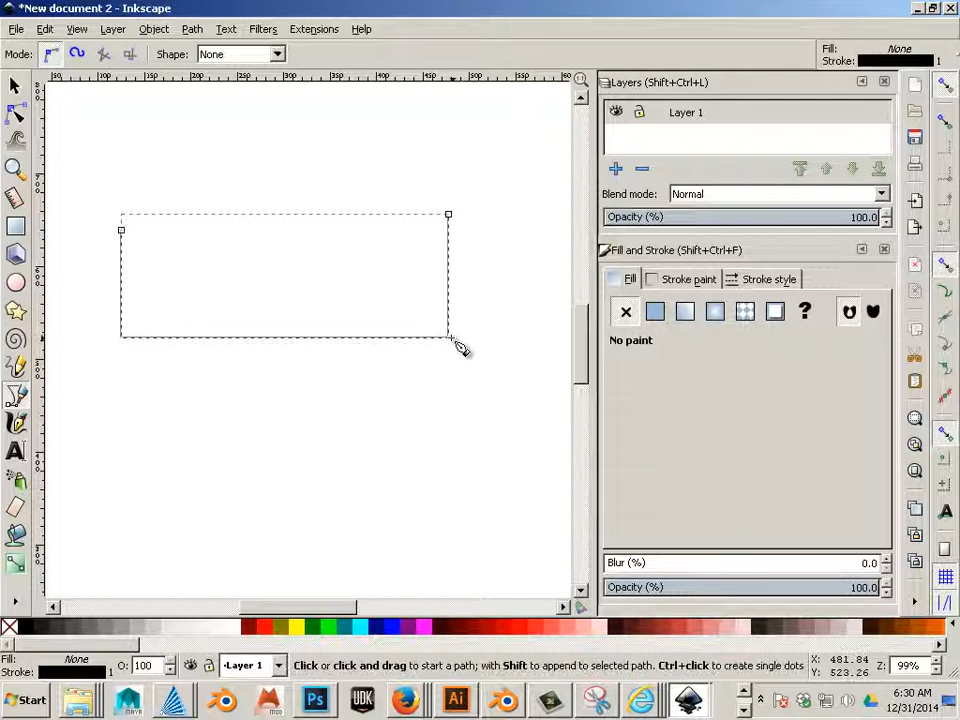 *New document 2 - Inkscape
File Edit View Layer Object Path Text Filters Extensions Help
Mode: Shape: None
Fill: None
Stroke: 1
Layers (Shift+Ctrl+L)
Layer 1
Blend mode: Normal
Opacity (%) 100.0
Fill and Stroke (Shift+Ctrl+F)
Fill Stroke paint Stroke style
No paint
Blur (%) 0.0
Opacity (%) 100.0
Fill: None
Stroke: 1
O: 100
Layer 1
Click or click and drag to start a path; with Shift to append to selected path. Ctrl+click to create single dots
X: 481.84
Y: 523.26
Z: 99%
Start
MUD
Ps
UDK
Ai
6:30 AM
12/31/2014